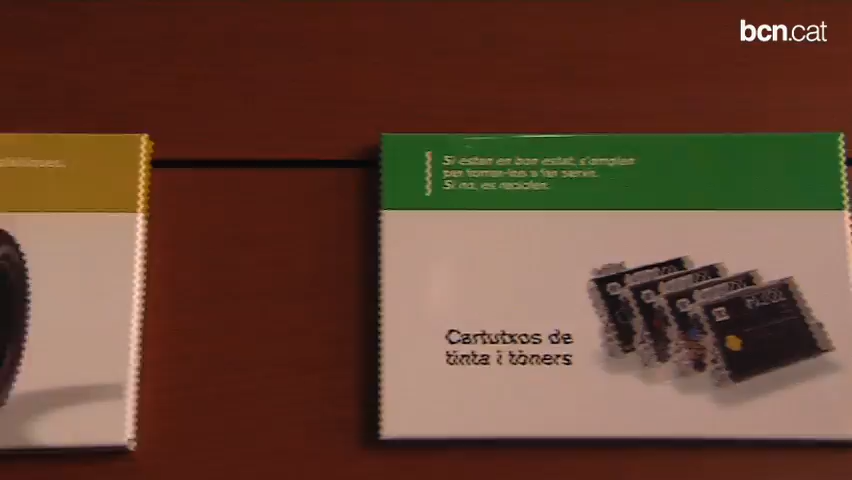 bcn.cat
Si estan en bon estat, s'omplen
per tornar-los a fer servir.
Si no, es reciclen.
Cartutxos de
tinta i tòners